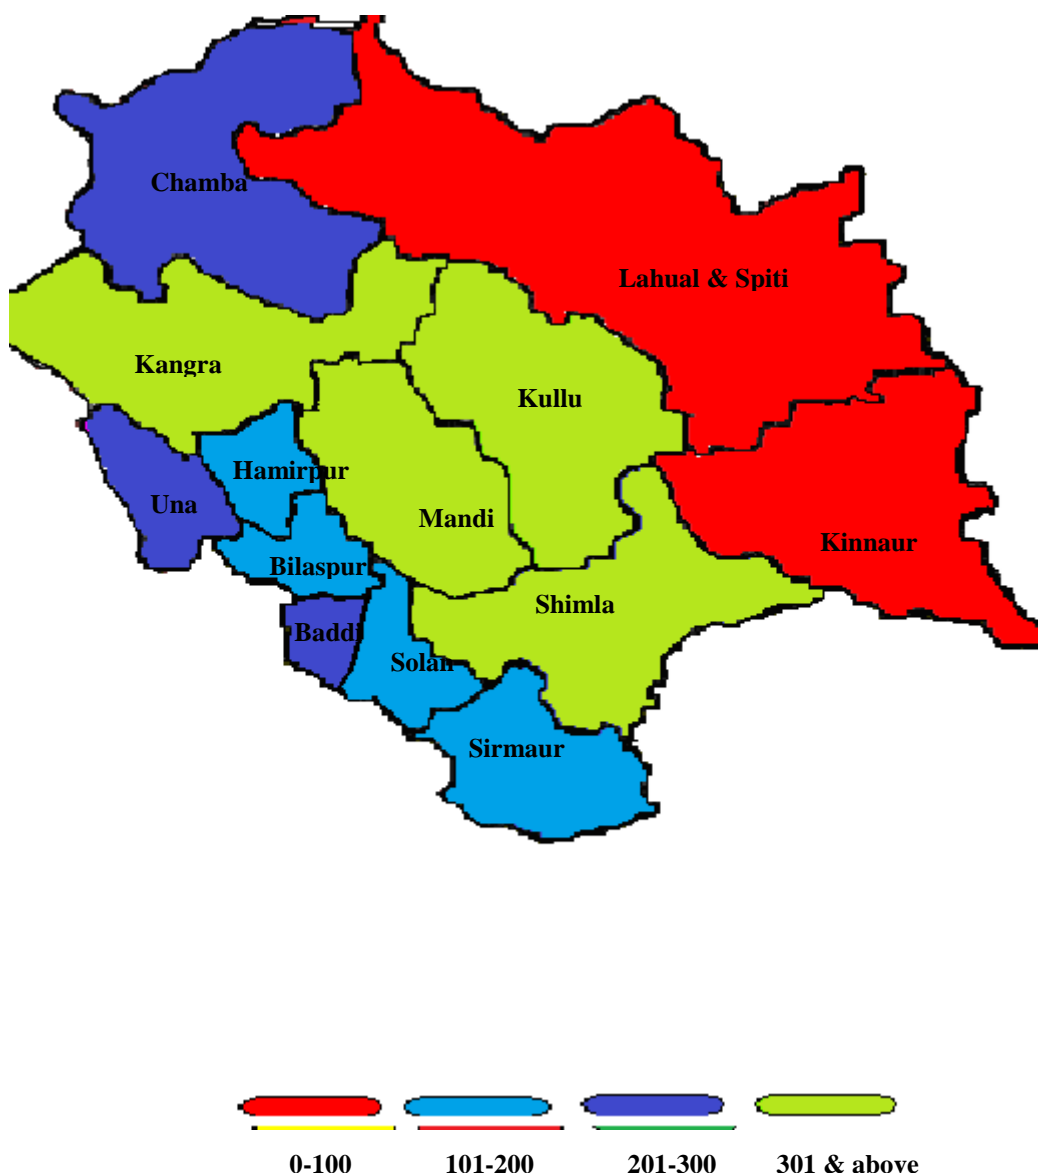 Chamba
Lahual & Spiti
Kangra
Kullu
Hamirpur
Una
Mandi
Kinnaur
Bilaspur
Shimla
Baddi
Solan
Sirmaur
0-100 101-200 201-300 301 & above